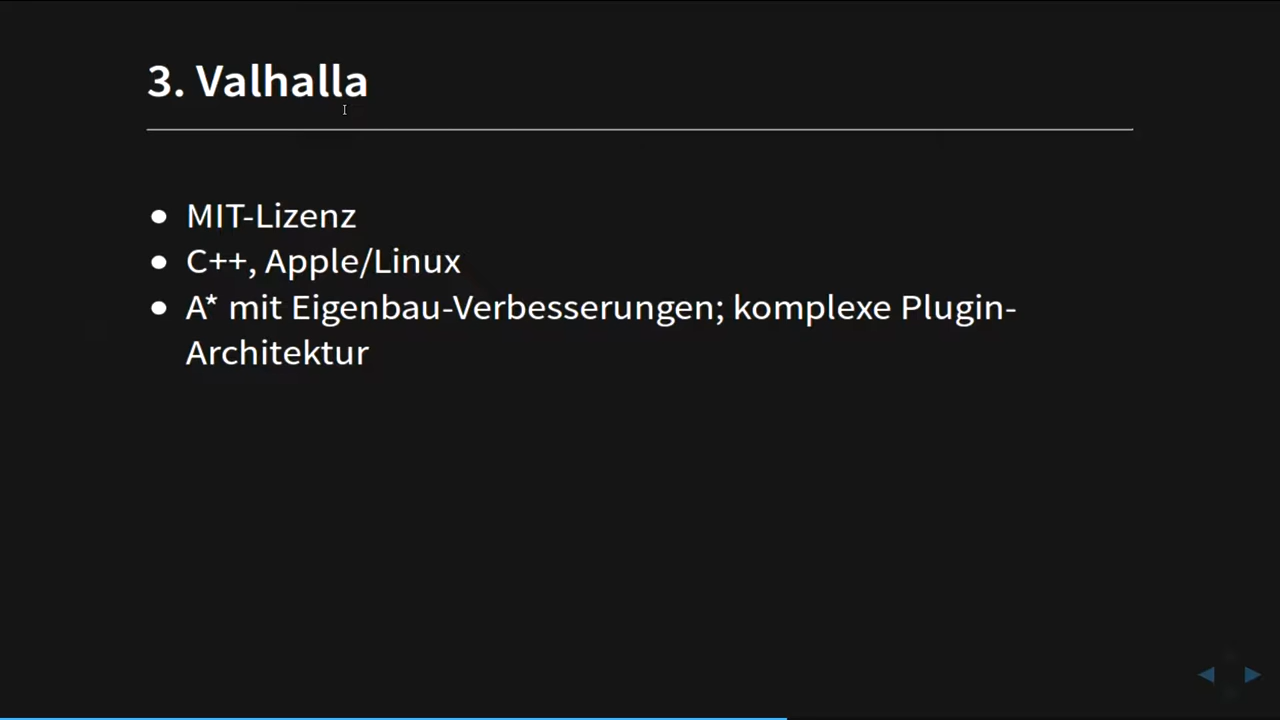 3. Valhalla
● MIT-Lizenz
● C++, Apple/Linux
● A* mit Eigenbau-Verbesserungen; komplexe Plugin-
Architektur